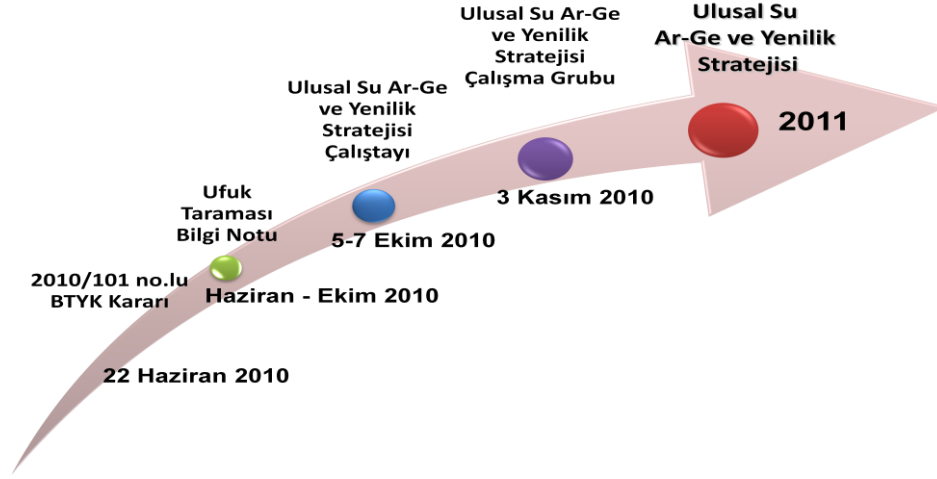 2010/101 no.lu
BTYK Kararı
22 Haziran 2010
Ufuk
Taraması
Bilgi Notu
Haziran - Ekim 2010
Ulusal Su Ar-Ge
ve Yenilik
Stratejisi
Çalıştayı
5-7 Ekim 2010
Ulusal Su Ar-Ge
ve Yenilik
Stratejisi
Çalışma Grubu
3 Kasım 2010
Ulusal Su
Ar-Ge ve Yenilik
Stratejisi
2011